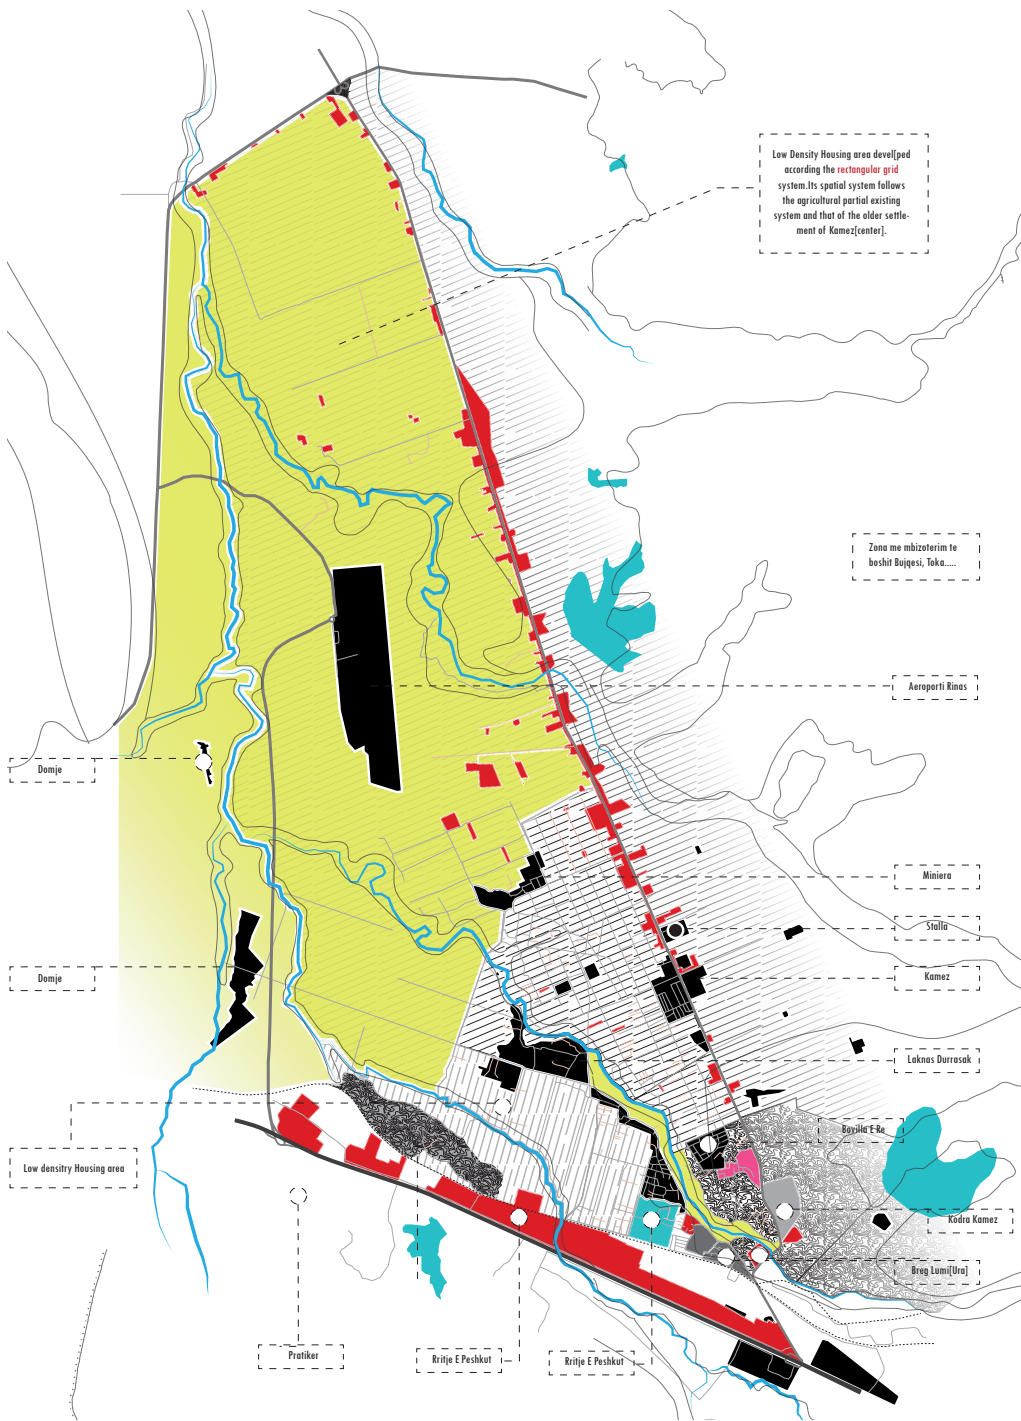 Low Density Housing area devel[ped
according the rectangular grid
system.Its spatial system follows
the agricultural partial existing
system and that of the older settle-
ment of Kamez[center].
Zona me mbizoterim te
boshit Bujqesi, Toka.....
Aeroporti Rinas
Domje
Miniera
Stalla
Domje
Kamez
Laknas Durrasak
Bovilla E Re
Low densitry Housing area
Kodra Kamez
Breg Lumi[Ura]
Pratiker
Rritje E Peshkut
Rritje E Peshkut